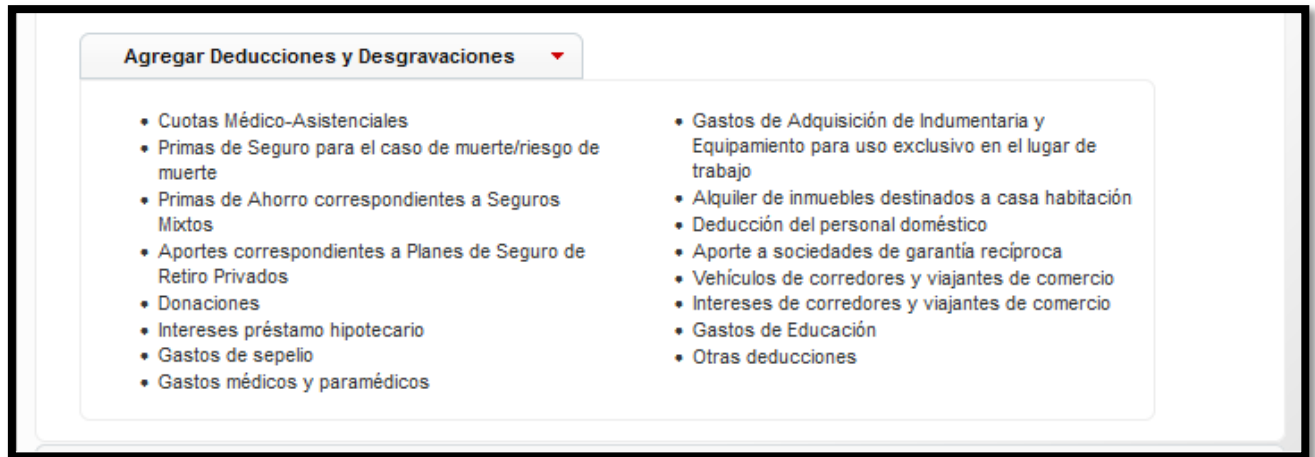 Agregar Deducciones y Desgravaciones
• Cuotas Médico-Asistenciales
• Primas de Seguro para el caso de muerte/riesgo de
muerte
• Primas de Ahorro correspondientes a Seguros
Mixtos
• Aportes correspondientes a Planes de Seguro de
Retiro Privados
• Donaciones
• Intereses préstamo hipotecario
• Gastos de sepelio
• Gastos médicos y paramédicos
• Gastos de Adquisición de Indumentaria y
Equipamiento para uso exclusivo en el lugar de
trabajo
• Alquiler de inmuebles destinados a casa habitación
• Deducción del personal doméstico
• Aporte a sociedades de garantía recíproca
• Vehículos de corredores y viajantes de comercio
• Intereses de corredores y viajantes de comercio
• Gastos de Educación
• Otras deducciones